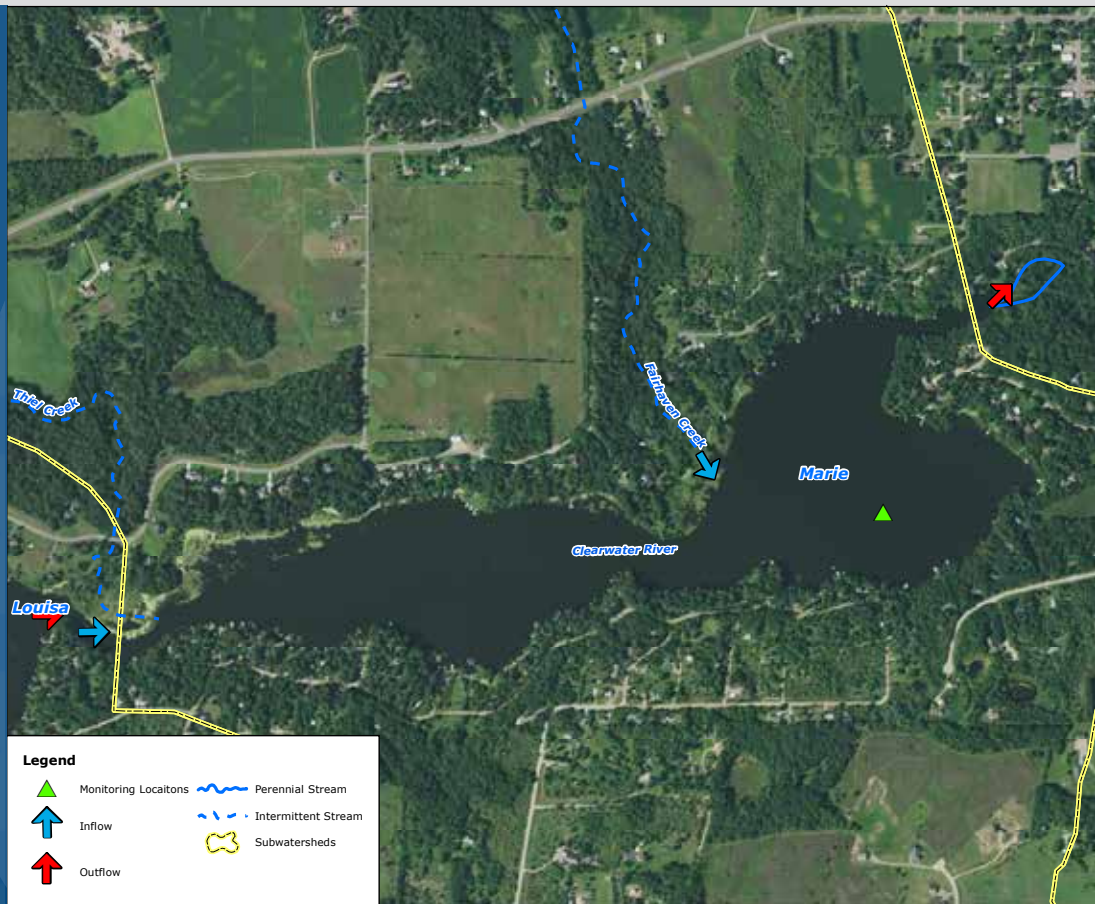 Thiel Creek
Fairhaven Creek
Marie
Clearwater River
Louisa
Legend
Monitoring Locaitons
Inflow
Outflow
Perennial Stream
Intermittent Stream
Subwatersheds